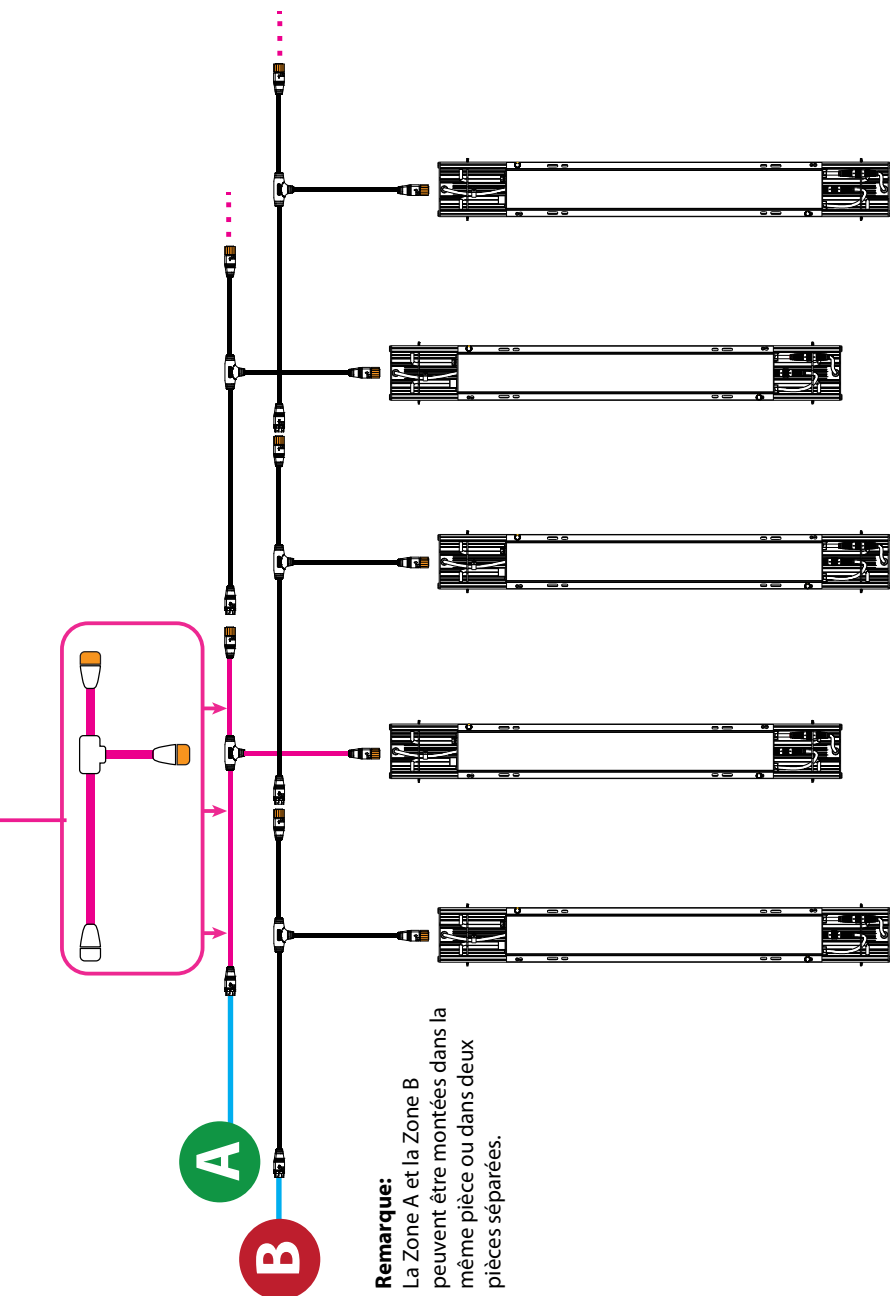 A
B
Remarque:
La Zone A et la Zone B
peuvent être montées dans la
même pièce ou dans deux
pièces séparées.